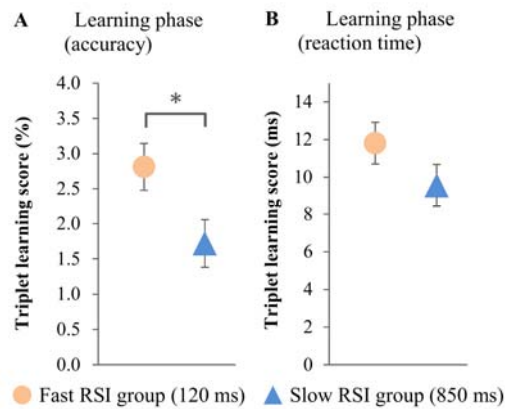 A Learning phase
(accuracy)
Triplet learning score (%)
4.0
3.5
3.0
2.5
2.0
1.5
1.0
0.5
0.0
*
B Learning phase
(reaction time)
Triplet learning score (ms)
14
12
10
8
6
4
2
0
Fast RSI group (120 ms) Slow RSI group (850 ms)